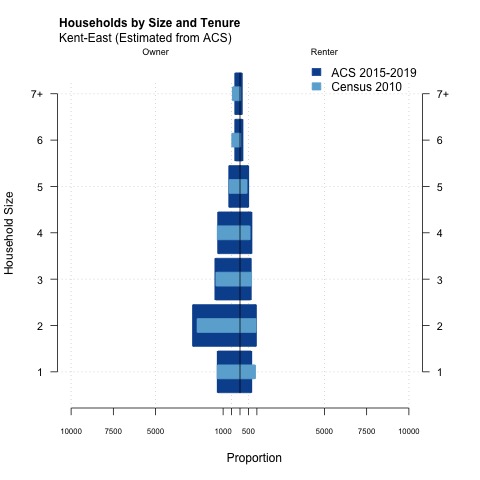 Households by Size and Tenure
Kent-East (Estimated from ACS)
Owner
Renter
ACS 2015-2019
Census 2010
7+
7+
6
6
5
5
4
4
3
3
2
2
1
1
Household Size
10000 7500 5000 1000 500 5000 7500 10000
Proportion